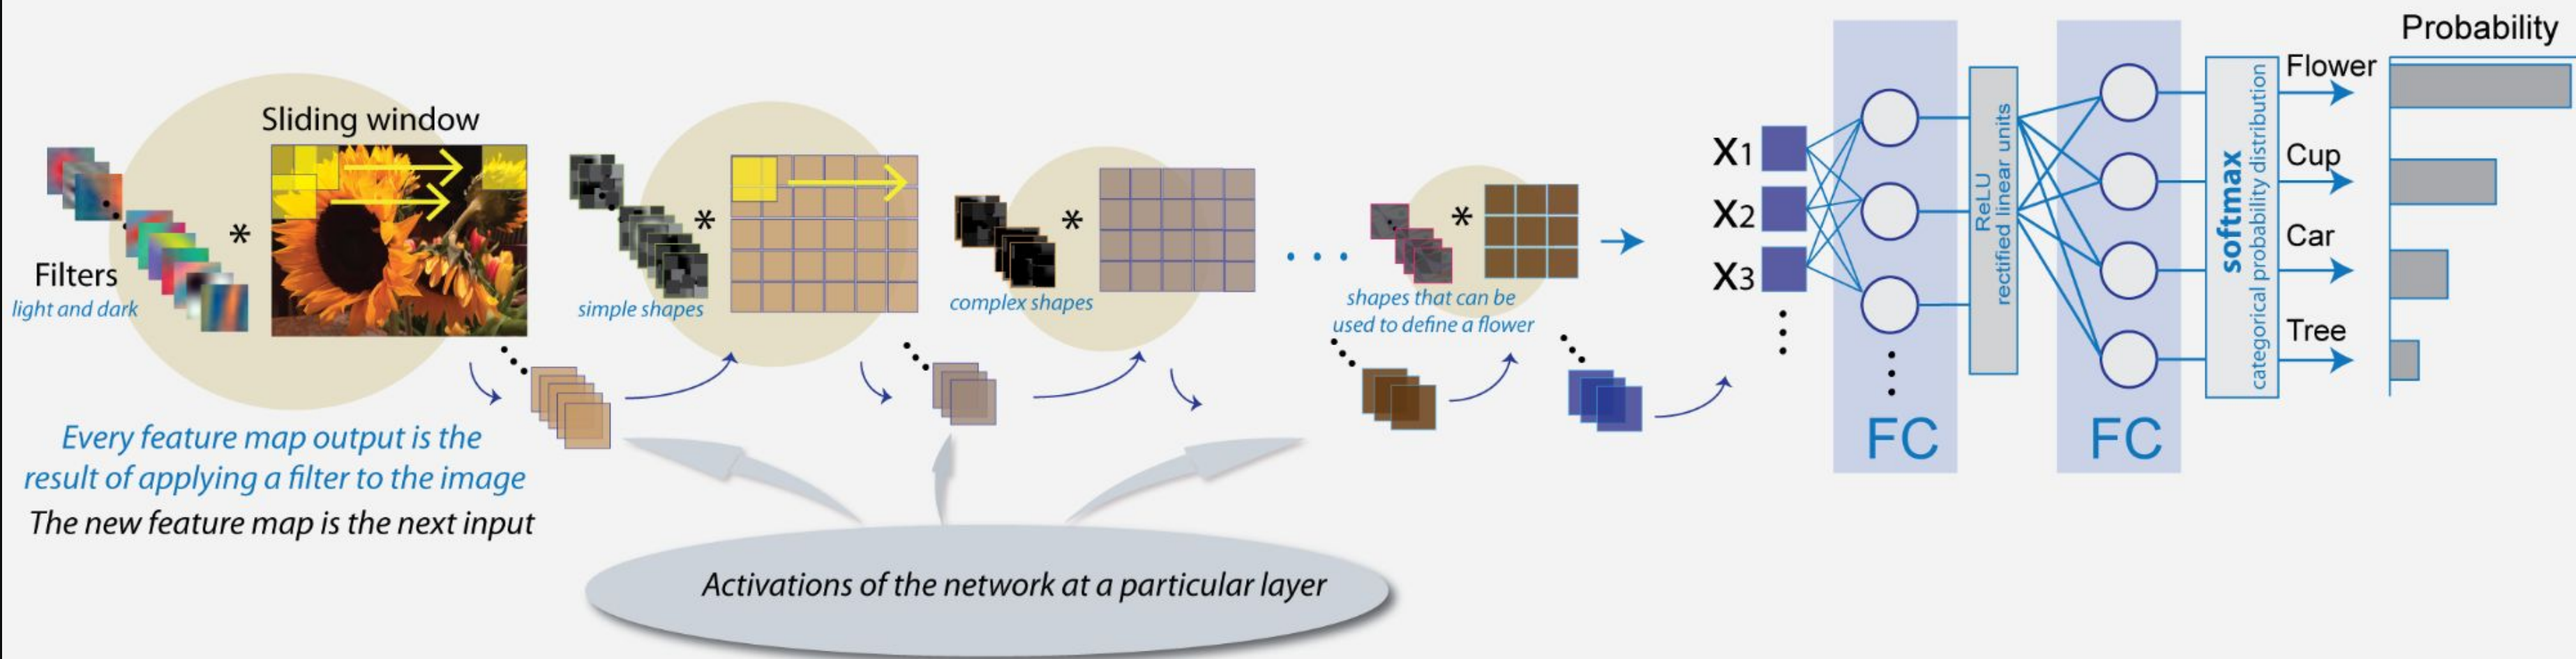 Sliding window
*
Filters
light and dark
Every feature map output is the
result of applying a filter to the image
The new feature map is the next input
*
simple shapes
*
complex shapes
*
shapes that can be
used to define a flower
Activations of the network at a particular layer
X1
X2
X3
FC
ReLU
rectified linear units
FC
softmax
categorical probability distribution
Probability
Flower
Cup
Car
Tree